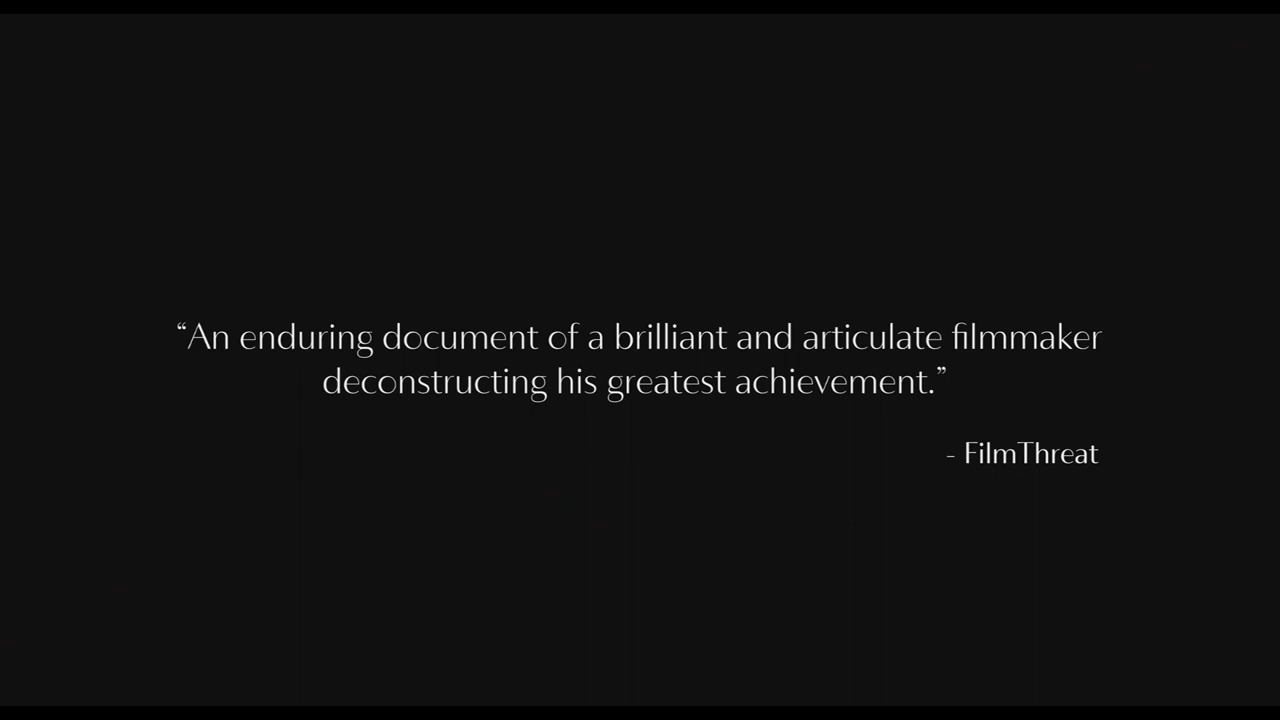 “An enduring document of a brilliant and articulate filmmaker
deconstructing his greatest achievement.”
- FilmThreat